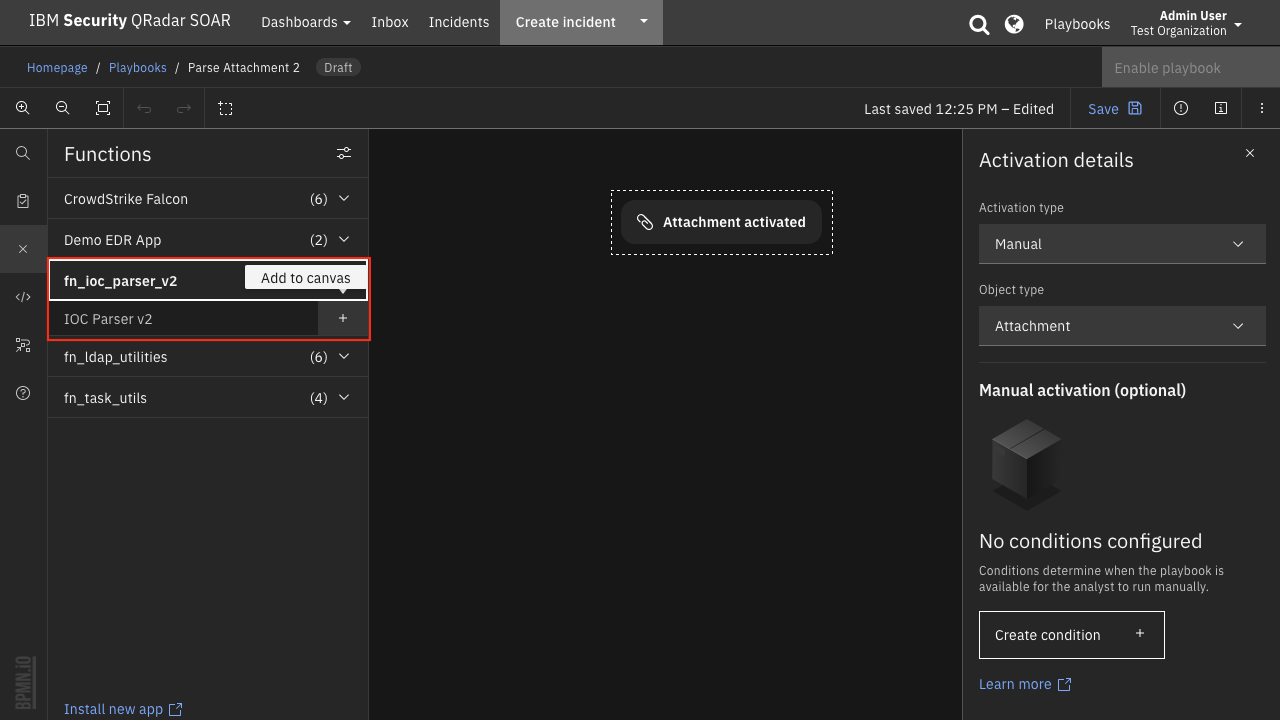 IBM Security QRadar SOAR
Dashboards
Inbox
Incidents
Create incident
Playbooks
Admin User
Test Organization
Homepage / Playbooks / Parse Attachment 2
Draft
Enable playbook
Last saved 12:25 PM – Edited
Save
Functions
CrowdStrike Falcon (6)
Demo EDR App (2)
fn_ioc_parser_v2
Add to canvas
IOC Parser v2
fn_ldap_utilities (6)
fn_task_utils (4)
Install new app
BPMN.iO
Attachment activated
Activation details
Activation type
Manual
Object type
Attachment
Manual activation (optional)
No conditions configured
Conditions determine when the playbook is
available for the analyst to run manually.
Create condition
Learn more